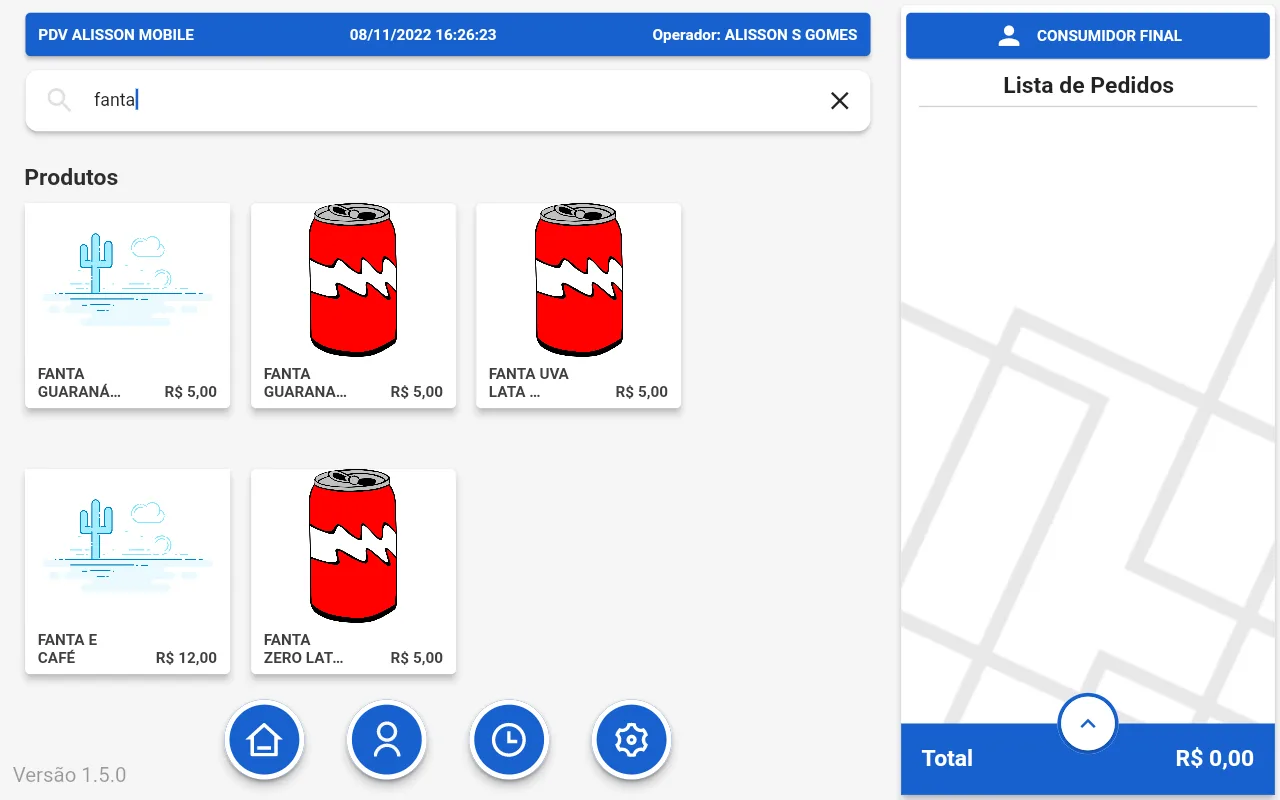 PDV ALISSON MOBILE
08/11/2022 16:26:23
Operador: ALISSON S GOMES
fanta
Produtos
FANTA
GUARANÁ...
R$ 5,00
FANTA
GUARANA...
R$ 5,00
FANTA UVA
LATA ...
R$ 5,00
FANTA E
CAFÉ
R$ 12,00
FANTA
ZERO LAT...
R$ 5,00
Versão 1.5.0
CONSUMIDOR FINAL
Lista de Pedidos
Total
R$ 0,00